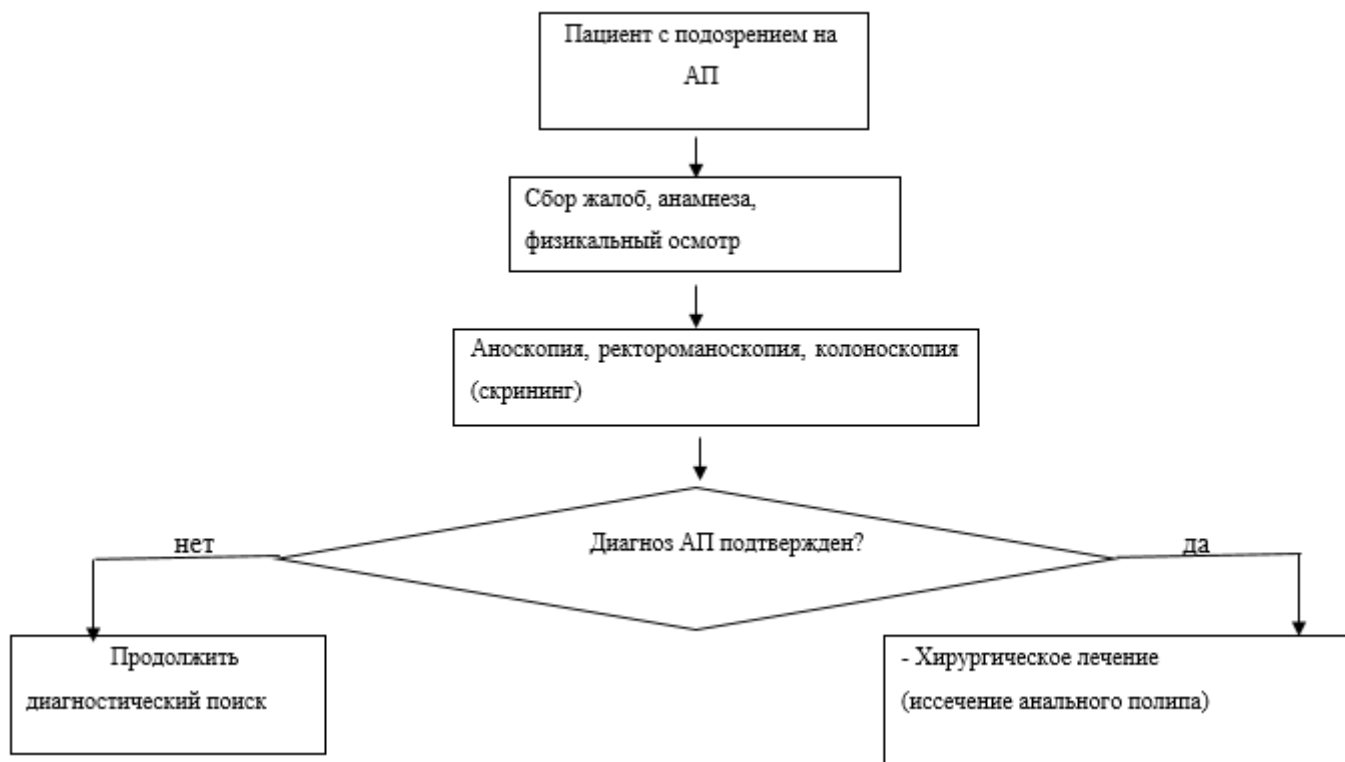 Пациент с подозрением на
АП
Сбор жалоб, анамнеза,
физикальный осмотр
Аноскопия, ректороманоскопия, колоноскопия
(скрининг)
Диагноз АП подтвержден?
нет
да
Продолжить
диагностический поиск
- Хирургическое лечение
(иссечение анального полипа)